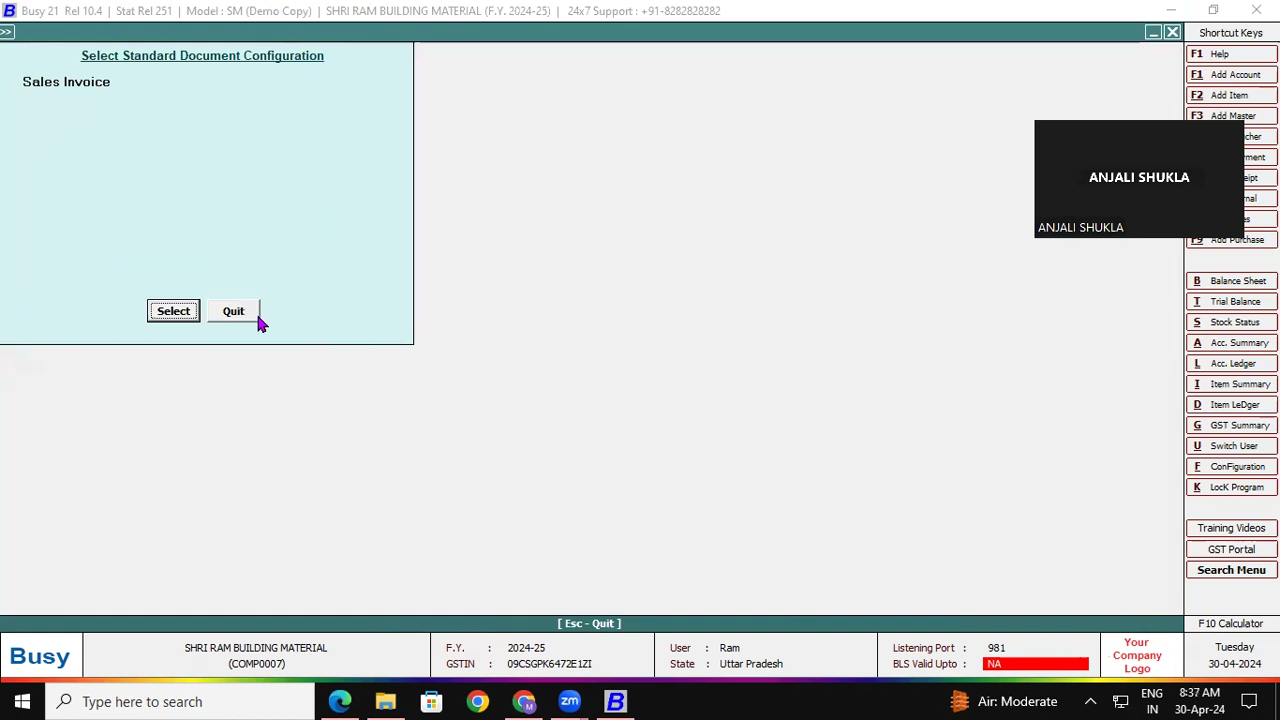 Busy 21 Rel 10.4 | Stat Rel 251 | Model : SM (Demo Copy) | SHRI RAM BUILDING MATERIAL (F.Y. 2024-25) | 24x7 Support : +91-8282828282
>>
Select Standard Document Configuration
Sales Invoice
Select Quit
ANJALI SHUKLA
ANJALI SHUKLA
Shortcut Keys
F1 Help
F1 Add Account
F2 Add Item
F3 Add Master
F9 Add Purchase
B Balance Sheet
T Trial Balance
S Stock Status
A Acc. Summary
L Acc. Ledger
I Item Summary
D Item LeDger
G GST Summary
U Switch User
F ConFiguration
K LocK Program
Training Videos
GST Portal
Search Menu
[ Esc - Quit ]
F10 Calculator
Busy
SHRI RAM BUILDING MATERIAL
(COMP0007)
F.Y. : 2024-25
GSTIN : 09CSGPK6472E1ZI
User : Ram
State : Uttar Pradesh
Listening Port : 981
BLS Valid Upto : NA
Your
Company
Logo
Tuesday
30-04-2024
Type here to search
Air: Moderate
ENG
IN
8:37 AM
30-Apr-24